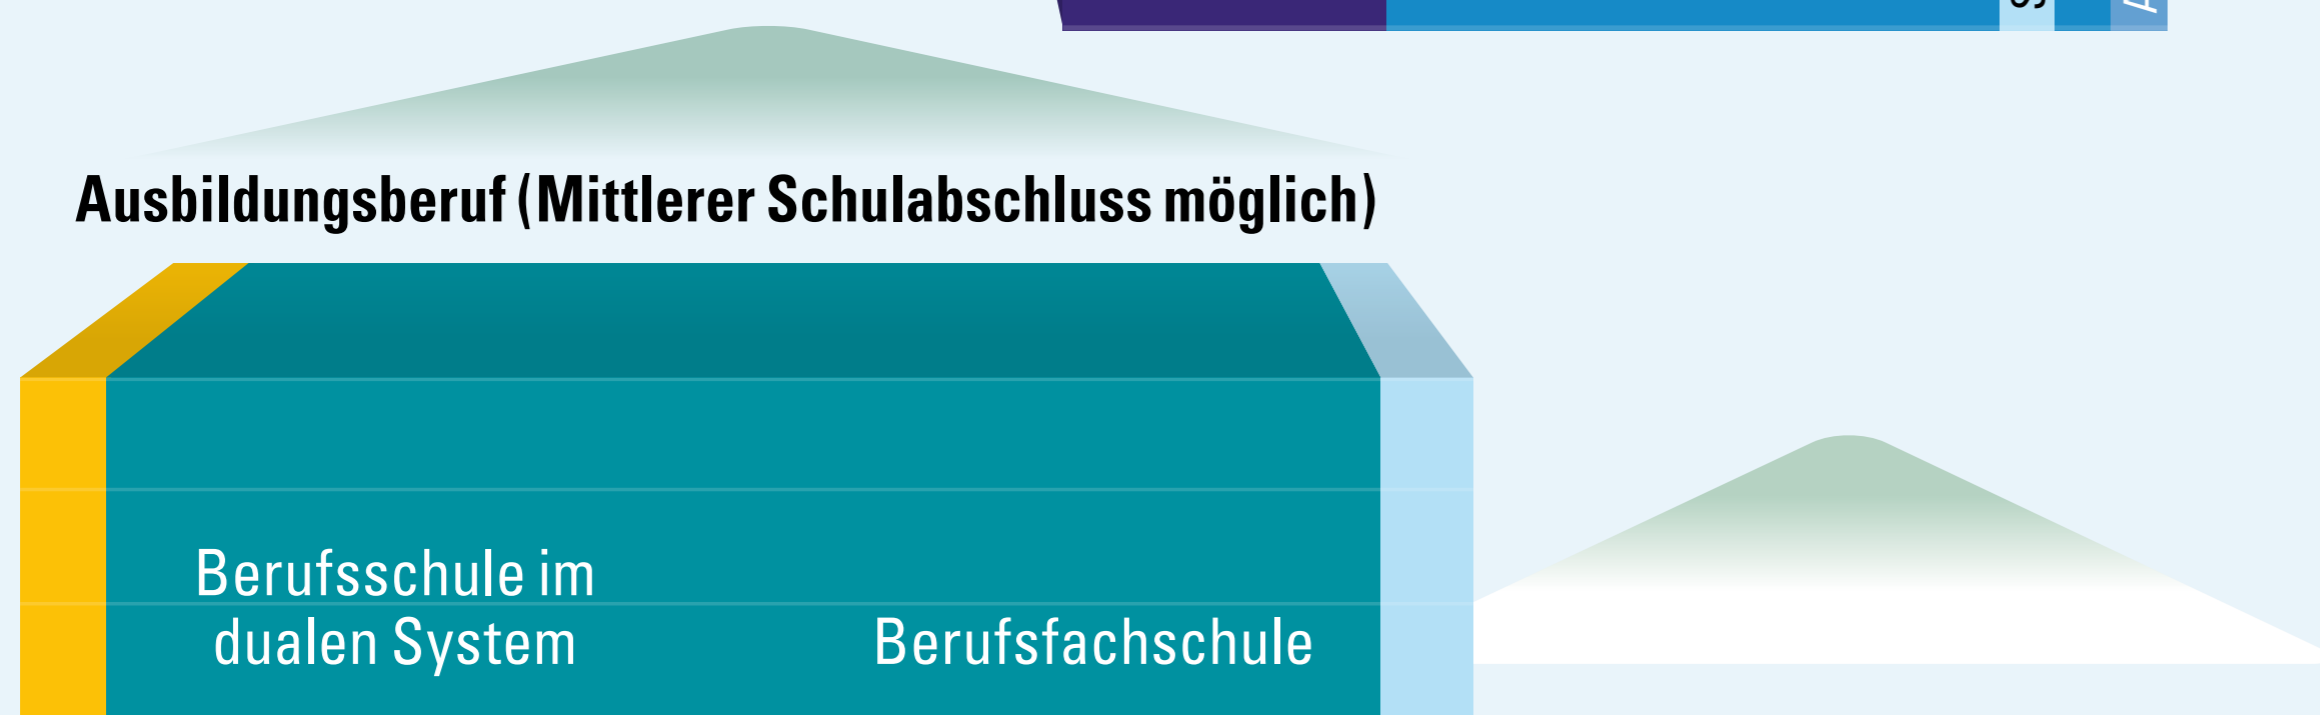 Ausbildungsberuf (Mittlerer Schulabschluss möglich)
Berufsschule im
dualen System
Berufsfachschule